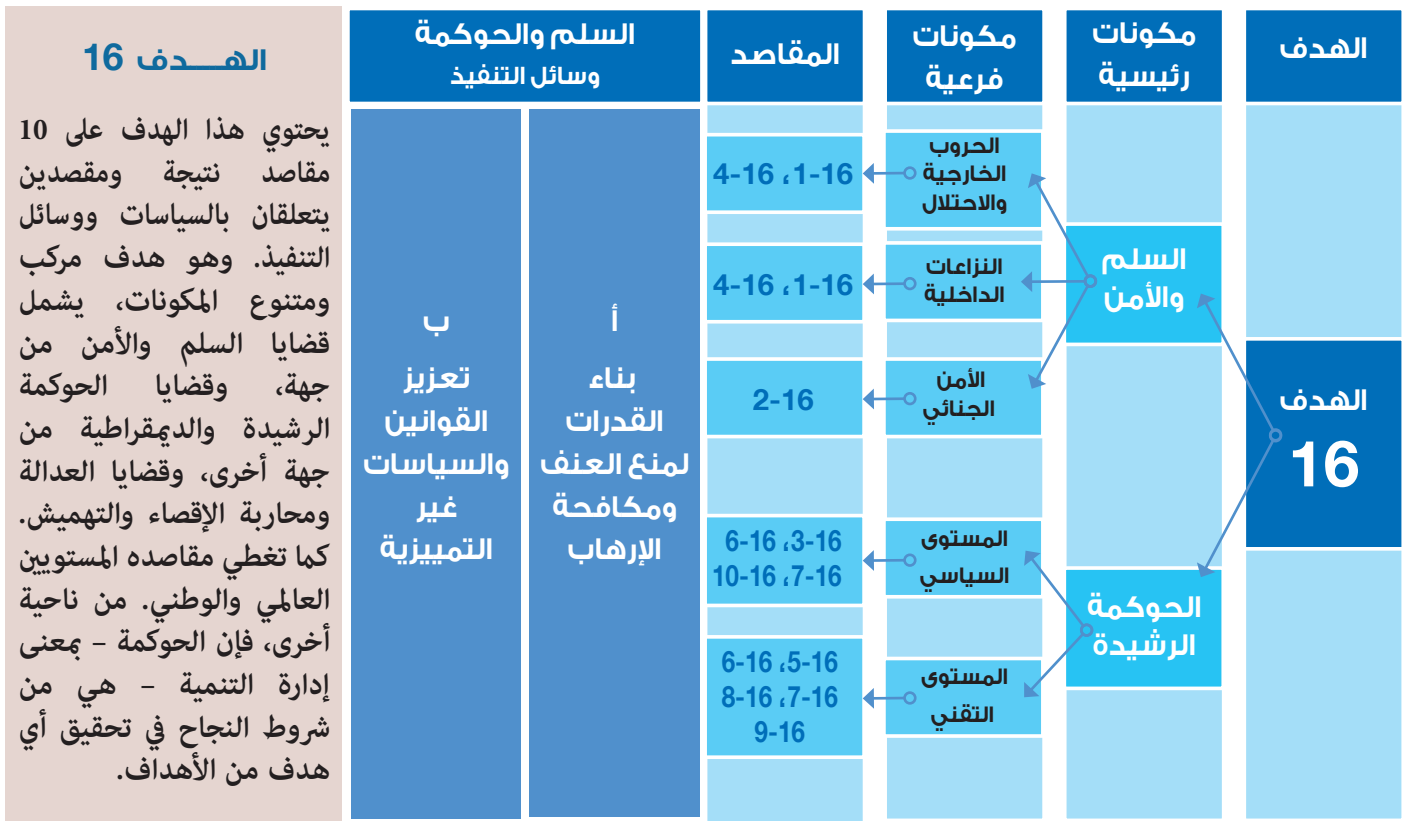 الهدف
مكونات
رئيسية
مكونات
فرعية
المقاصد
السلم والحوكمة
وسائل التنفيذ
الهدف
16
السلم
والأمن
الحوكمة
الرشيدة
الحروب
الخارجية
والاحتلال
النزاعات
الداخلية
الأمن
الجنائي
المستوى
السياسي
المستوى
التقني
1-16، 4-16
1-16، 4-16
2-16
3-16، 6-16
7-16، 10-16
5-16، 6-16
7-16، 8-16
9-16
أ
بناء
القدرات
لمنع العنف
ومكافحة
الإرهاب
ب
تعزيز
القوانين
والسياسات
غير
التمييزية
الهـــدف 16
يحتوي هذا الهدف على 10
مقاصد نتيجة ومقصدين
يتعلقان بالسياسات ووسائل
التنفيذ. وهو هدف مركب
ومتنوع المكونات، يشمل
قضايا السلم والأمن من
جهة، وقضايا الحوكمة
الرشيدة والديمقراطية من
جهة أخرى، وقضايا العدالة
ومحاربة الإقصاء والتهميش.
كما تغطي مقاصده المستويين
العالمي والوطني. من ناحية
أخرى، فإن الحوكمة – بمعنى
إدارة التنمية – هي من
شروط النجاح في تحقيق أي
هدف من الأهداف.